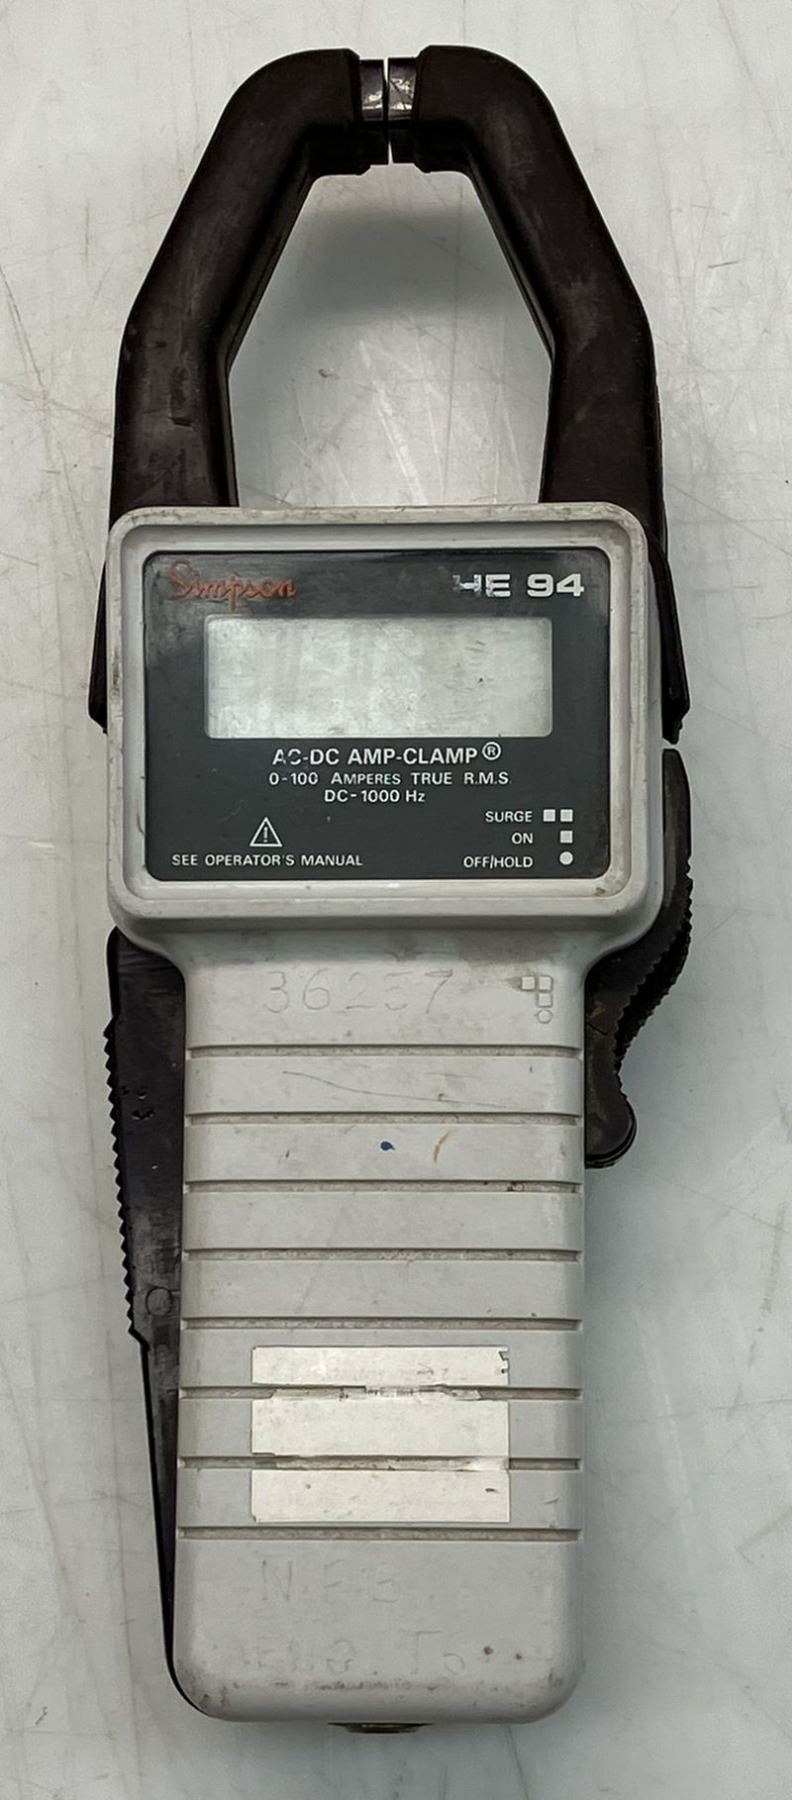 Simpson HE 94
AC-DC AMP-CLAMP®
0-100 AMPERES TRUE R.M.S.
DC-1000 Hz
SURGE
ON
SEE OPERATOR'S MANUAL OFF/HOLD
36257